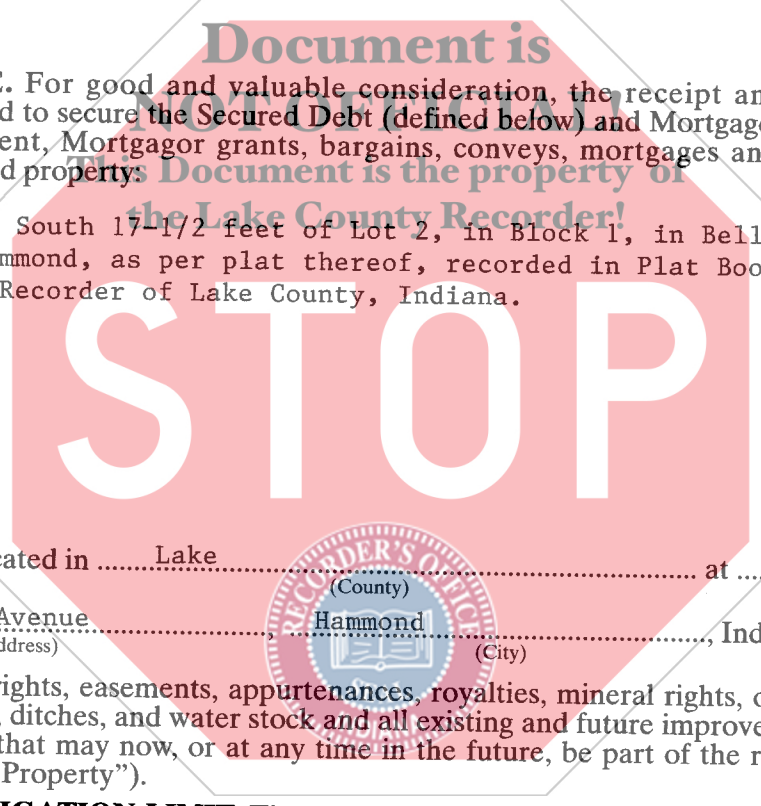 Document is
NOT OFFICIAL!
This Document is the property of
the Lake County Recorder!
STOP
. For good and valuable consideration, the receipt an
d to secure the Secured Debt (defined below) and Mortgag
ent, Mortgagor grants, bargains, conveys, mortgages an
d property:
South 17-1/2 feet of Lot 2, in Block 1, in Bell
mmond, as per plat thereof, recorded in Plat Boo
Recorder of Lake County, Indiana.
cated in Lake at
(County)
Avenue, Hammond, Ind
ddress) (City)
RECORDER'S OFFICE
SEAL
rights, easements, appurtenances, royalties, mineral rights, o
, ditches, and water stock and all existing and future improve
that may now, or at any time in the future, be part of the r
Property”).